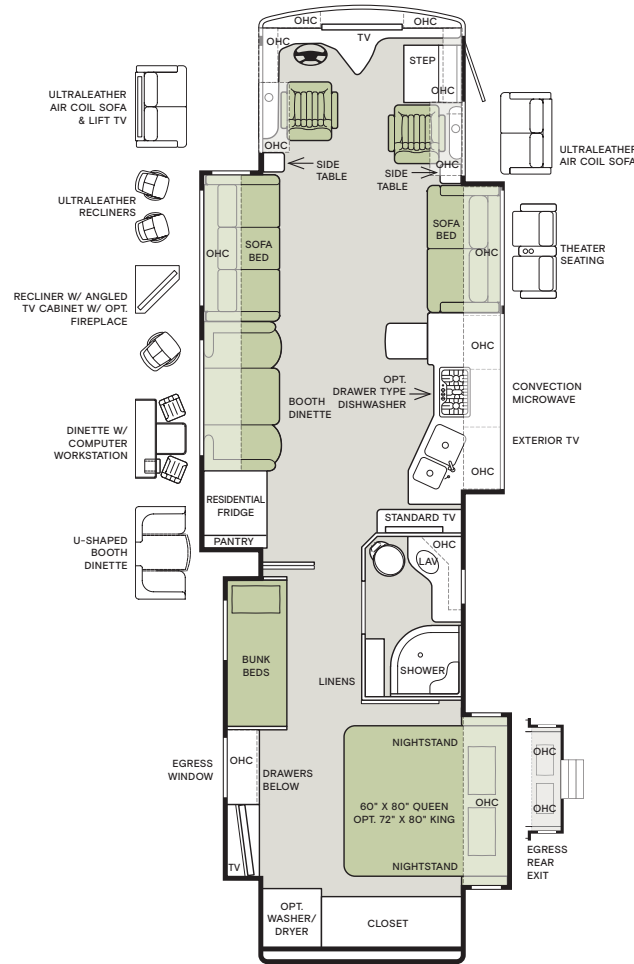 OHC
OHC
OHC
TV
STEP
OHC
OHC
OHC
SIDE
TABLE
SIDE
TABLE
ULTRALEATHER
AIR COIL SOFA
& LIFT TV
ULTRALEATHER
RECLINERS
RECLINER W/ ANGLED
TV CABINET W/ OPT.
FIREPLACE
DINETTE W/
COMPUTER
WORKSTATION
U-SHAPED
BOOTH
DINETTE
ULTRALEATHER
AIR COIL SOFA
THEATER
SEATING
OHC
SOFA
BED
SOFA
BED
OHC
OHC
OPT.
DRAWER TYPE
DISHWASHER
CONVECTION
MICROWAVE
EXTERIOR TV
OHC
BOOTH
DINETTE
RESIDENTIAL
FRIDGE
PANTRY
STANDARD TV
OHC
LAV
SHOWER
LINENS
BUNK
BEDS
EGRESS
WINDOW
OHC
DRAWERS
BELOW
TV
NIGHTSTAND
60" X 80" QUEEN
OPT. 72" X 80" KING
OHC
NIGHTSTAND
OHC
OHC
EGRESS
REAR
EXIT
OPT.
WASHER/
DRYER
CLOSET